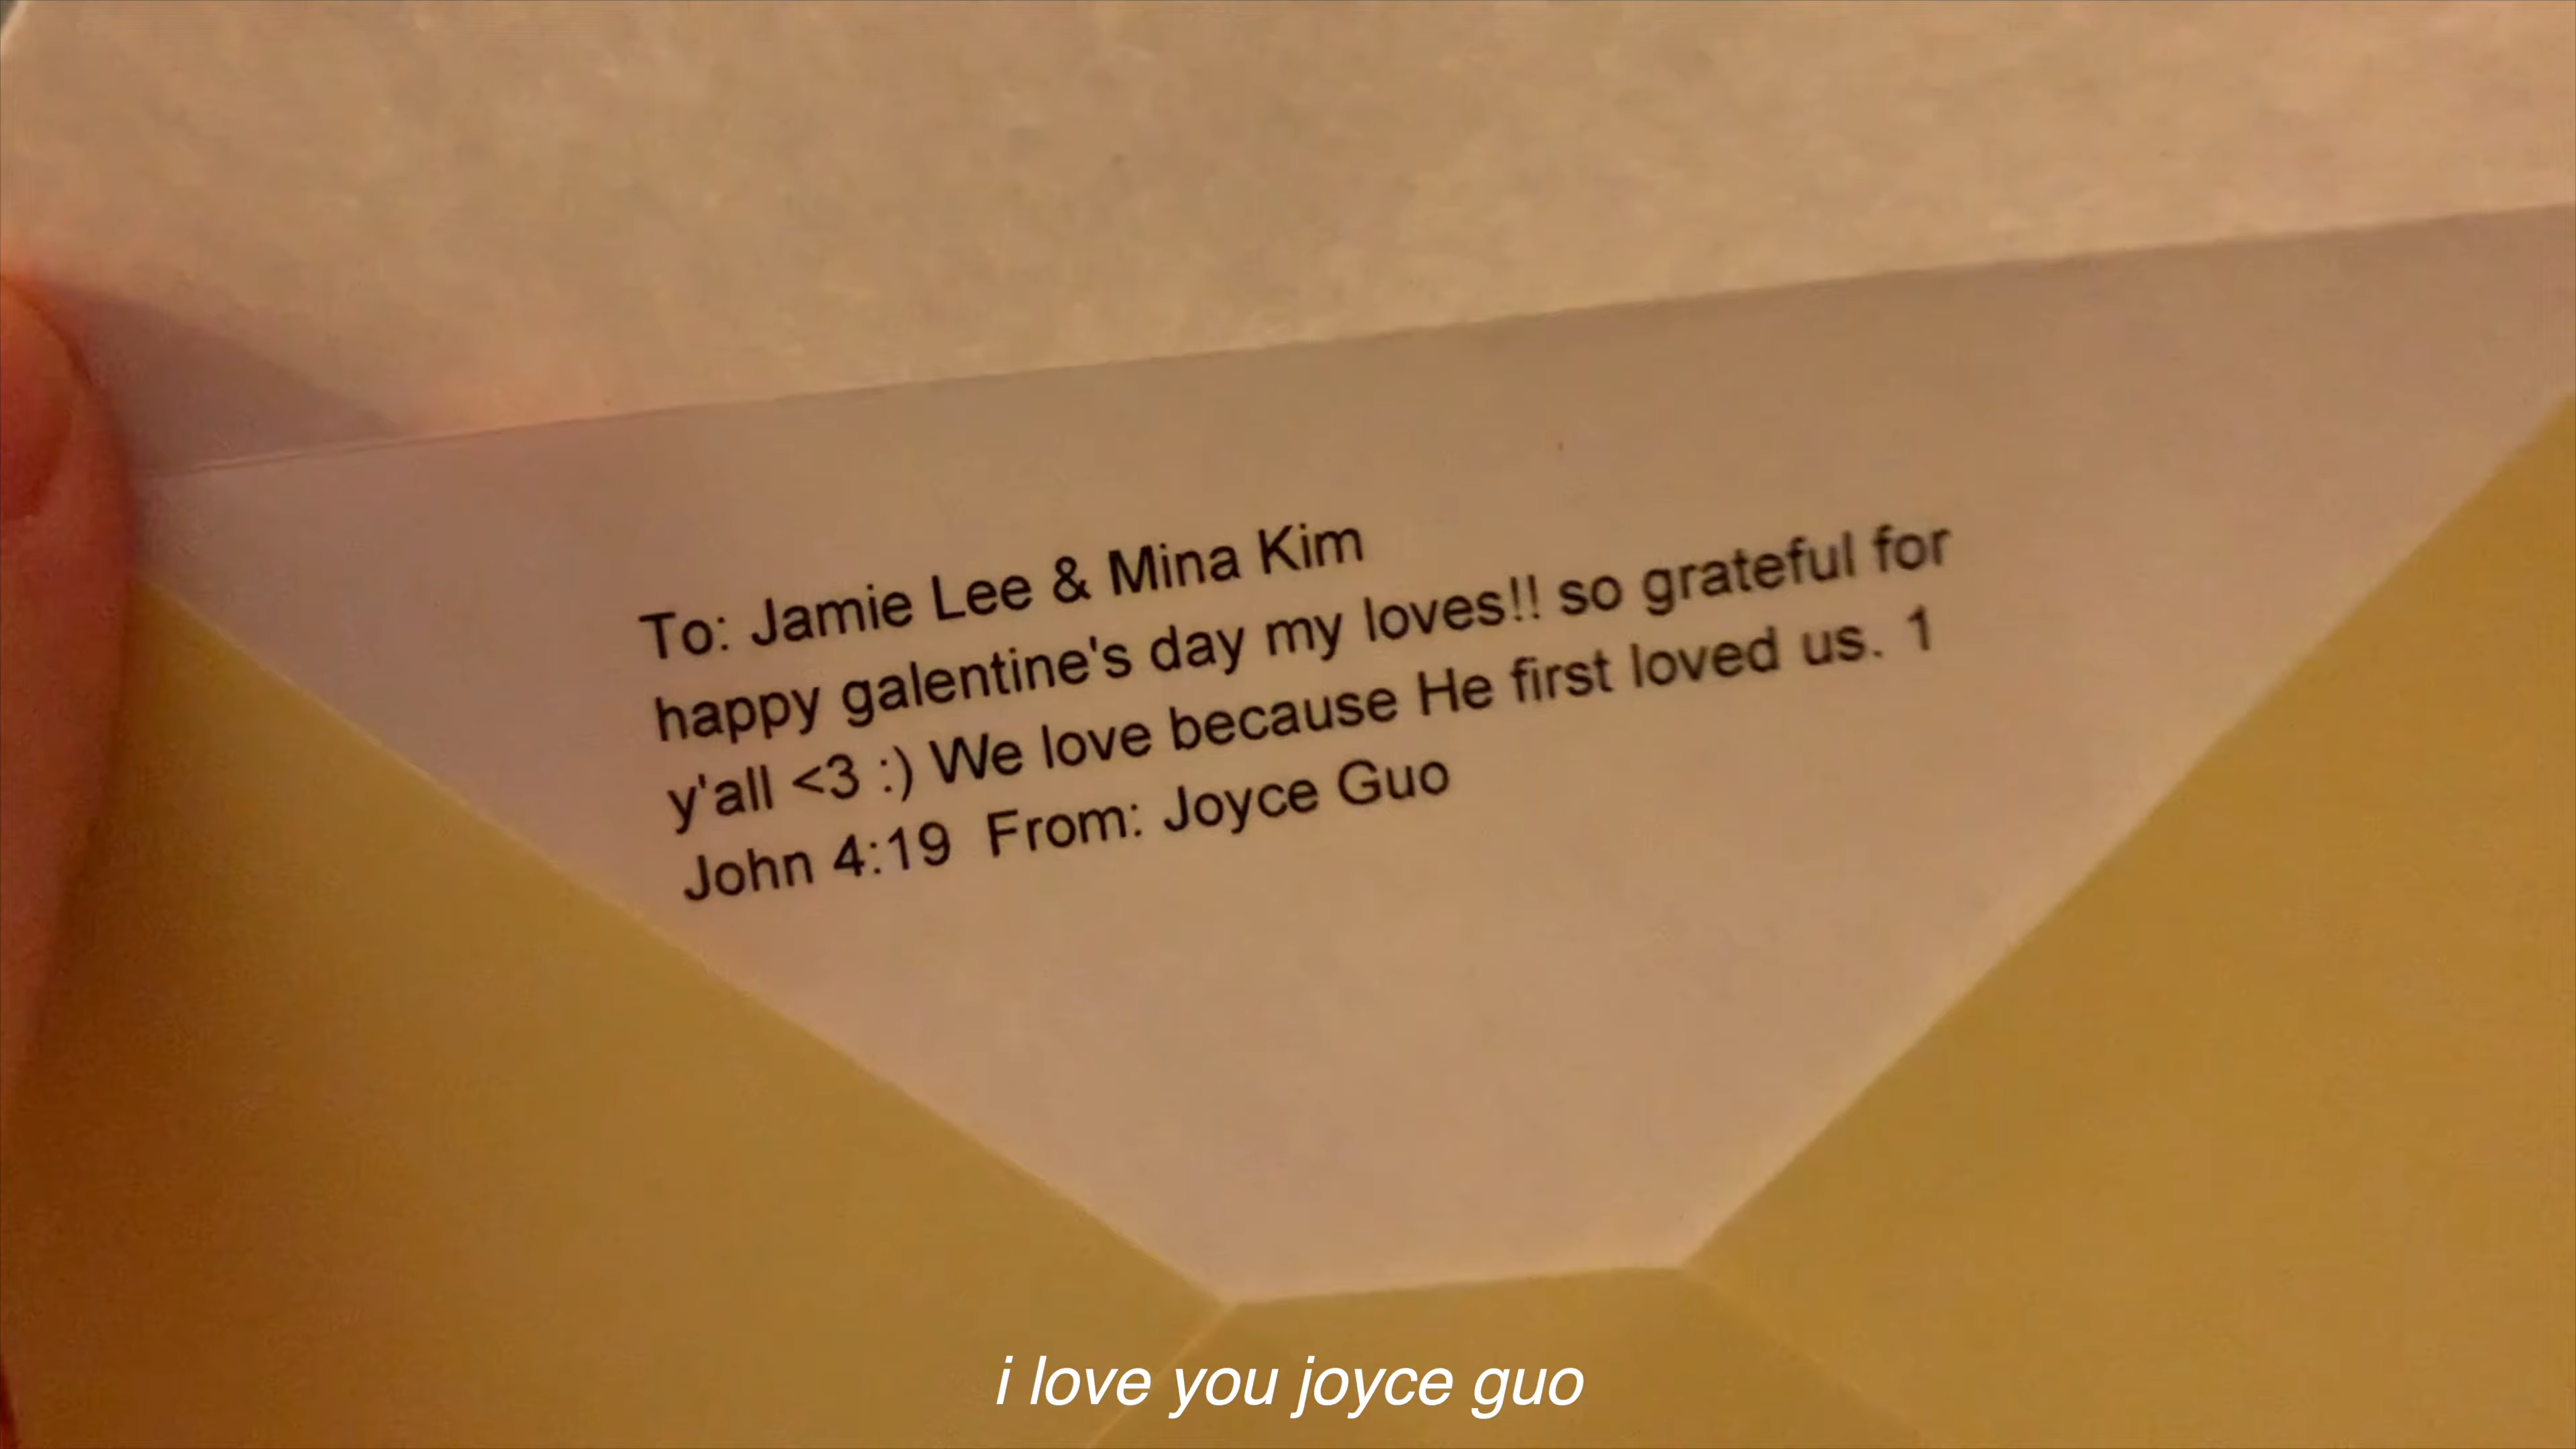 To: Jamie Lee & Mina Kim
happy galentine's day my loves!! so grateful for
y'all <3 :) We love because He first loved us. 1
John 4:19  From: Joyce Guo
i love you joyce guo